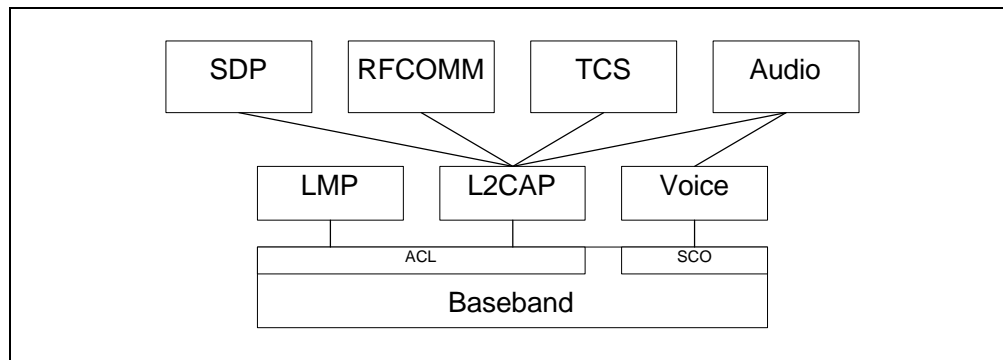 SDP
RFCOMM
TCS
Audio
LMP
L2CAP
Voice
ACL
SCO
Baseband